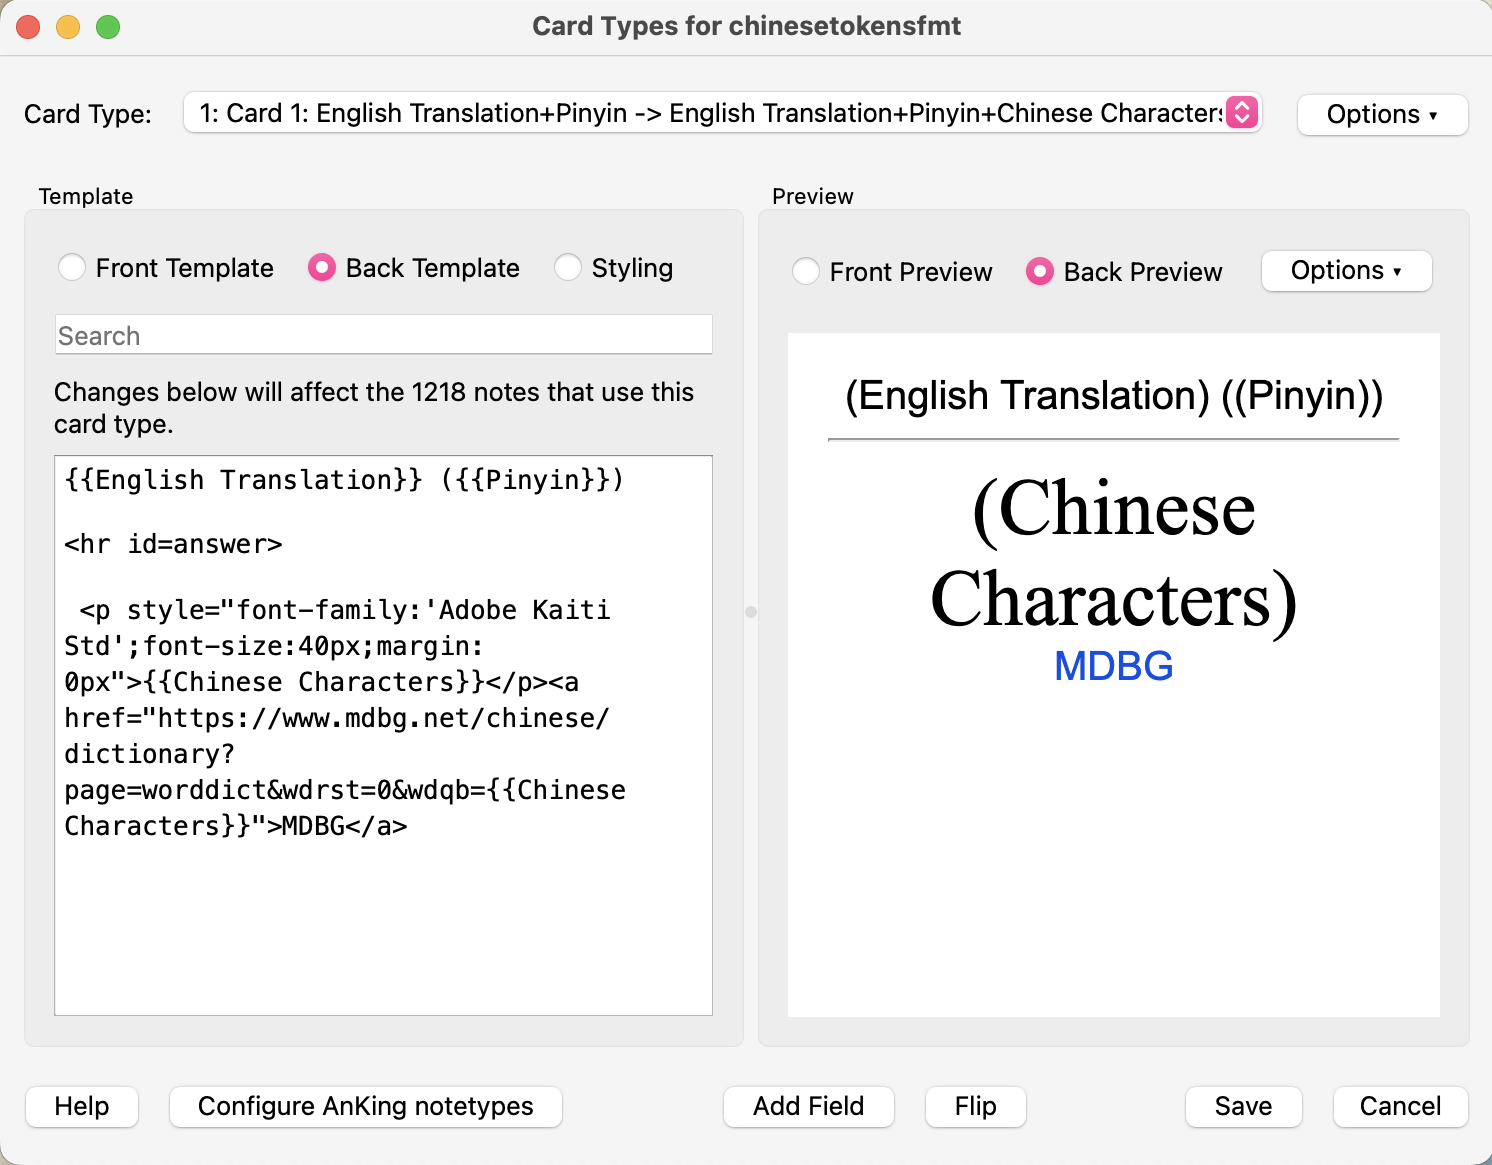 Card Types for chinesetokensfmt
Card Type:
1: Card 1: English Translation+Pinyin -> English Translation+Pinyin+Chinese Characters
Options ▾
Template
Front Template
Back Template
Styling
Search
Changes below will affect the 1218 notes that use this
card type.
{{English Translation}} ({{Pinyin}})
<hr id=answer>
<p style="font-family:'Adobe Kaiti
Std';font-size:40px;margin:
0px">{{Chinese Characters}}</p><a
href="https://www.mdbg.net/chinese/
dictionary?
page=worddict&wdrst=0&wdqb={{Chinese
Characters}}">MDBG</a>
Preview
Front Preview
Back Preview
Options ▾
(English Translation) ((Pinyin))
(Chinese
Characters)
MDBG
Help
Configure AnKing notetypes
Add Field
Flip
Save
Cancel